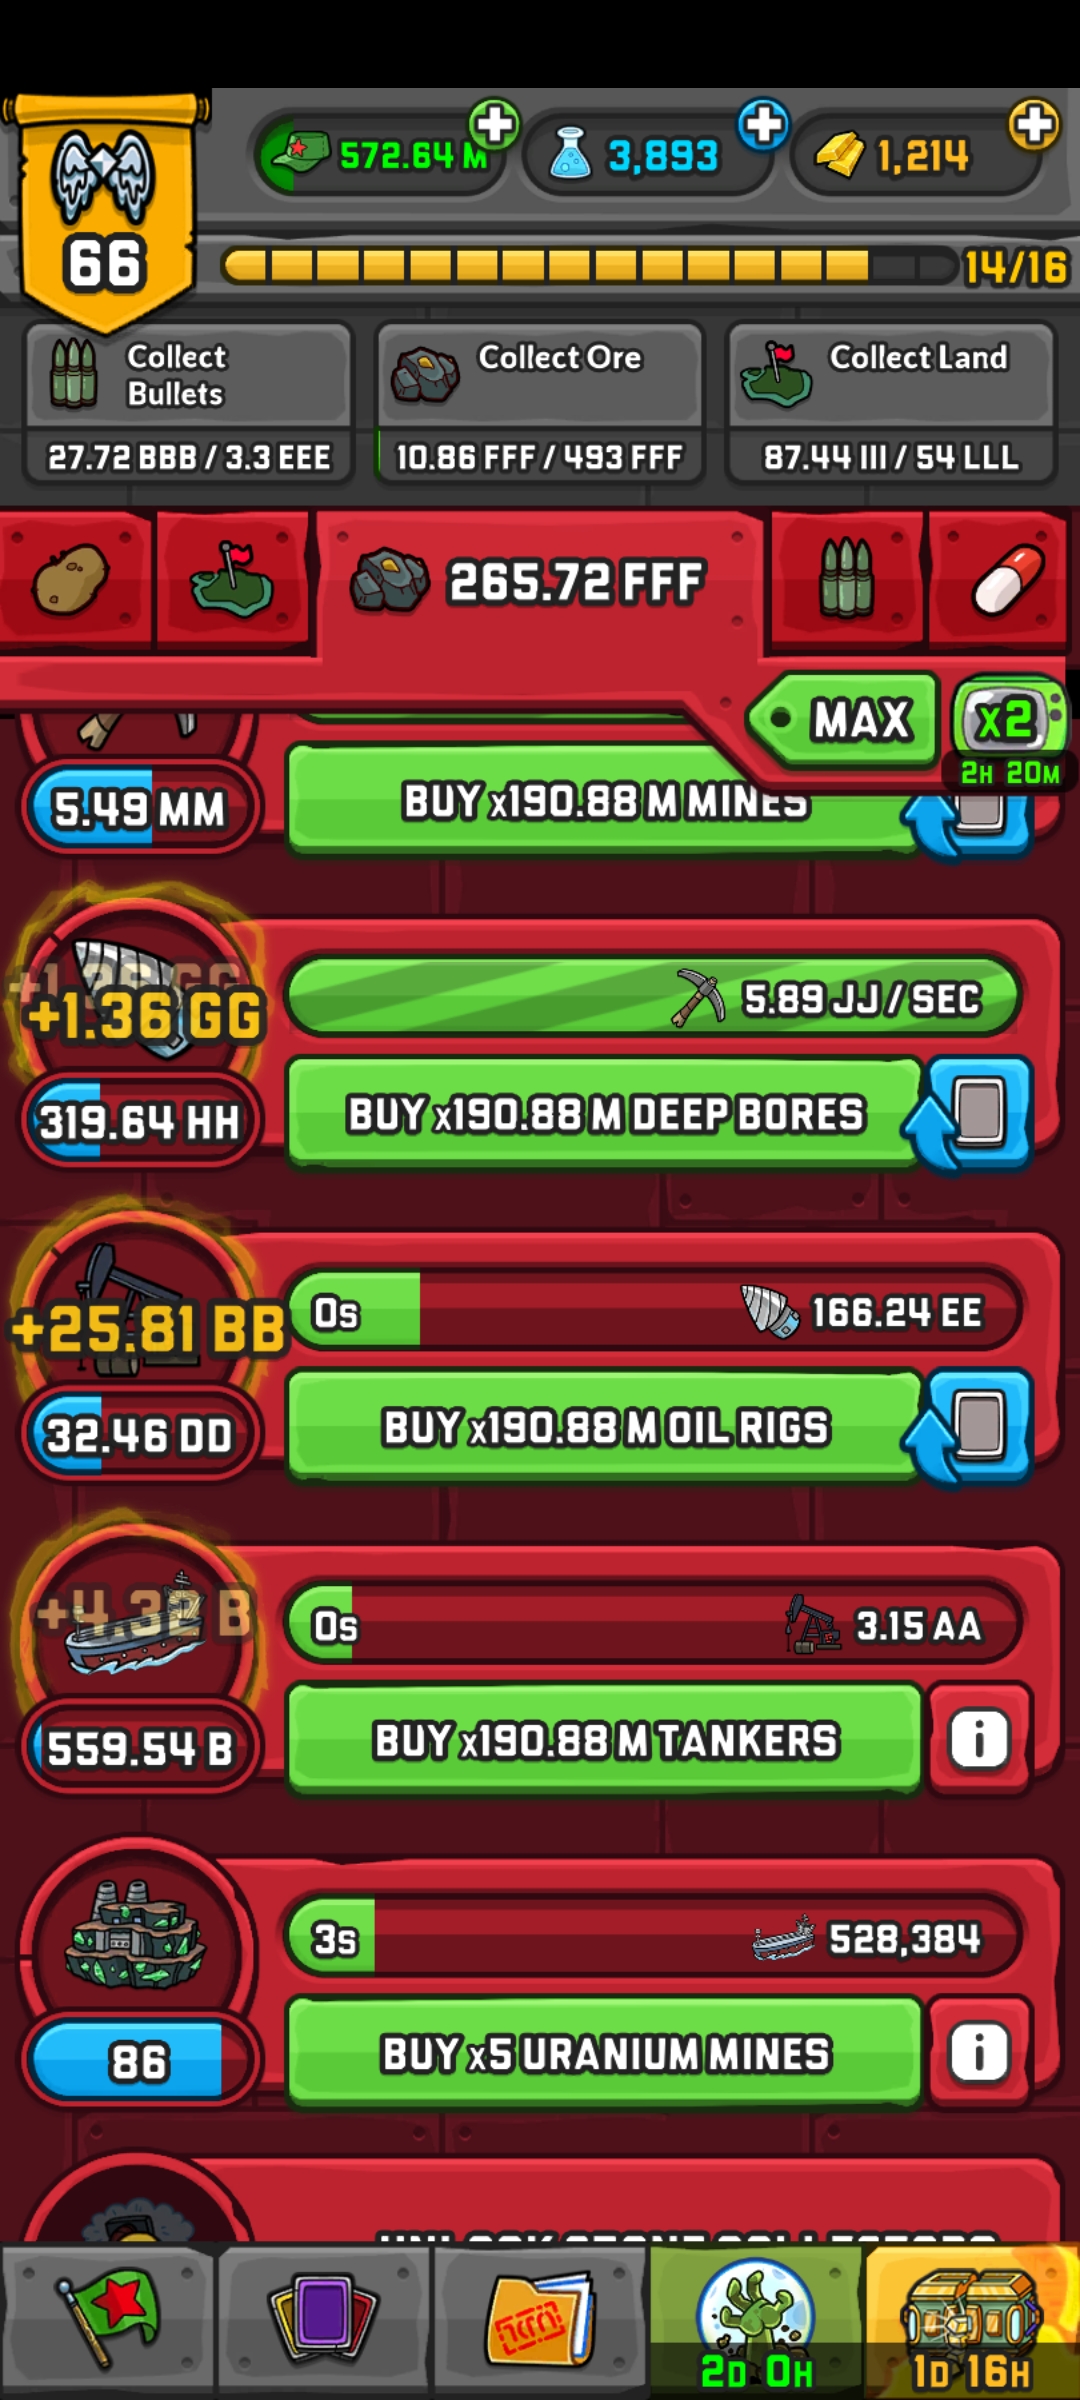 572.64 M
3,893
1,214
66
14/16
Collect
Bullets
27.72 BBB / 3.3 EEE
Collect Ore
10.86 FFF / 493 FFF
Collect Land
87.44 III / 54 LLL
265.72 FFF
MAX
x2
2H 20M
5.49 MM
BUY x190.88 M MINES
+1.36 GG
5.89 JJ / SEC
319.64 HH
BUY x190.88 M DEEP BORES
+25.81 BB
0s
166.24 EE
32.46 DD
BUY x190.88 M OIL RIGS
0s
3.15 AA
559.54 B
BUY x190.88 M TANKERS
i
3s
528,384
86
BUY x5 URANIUM MINES
i
2D 0H
1D 16H